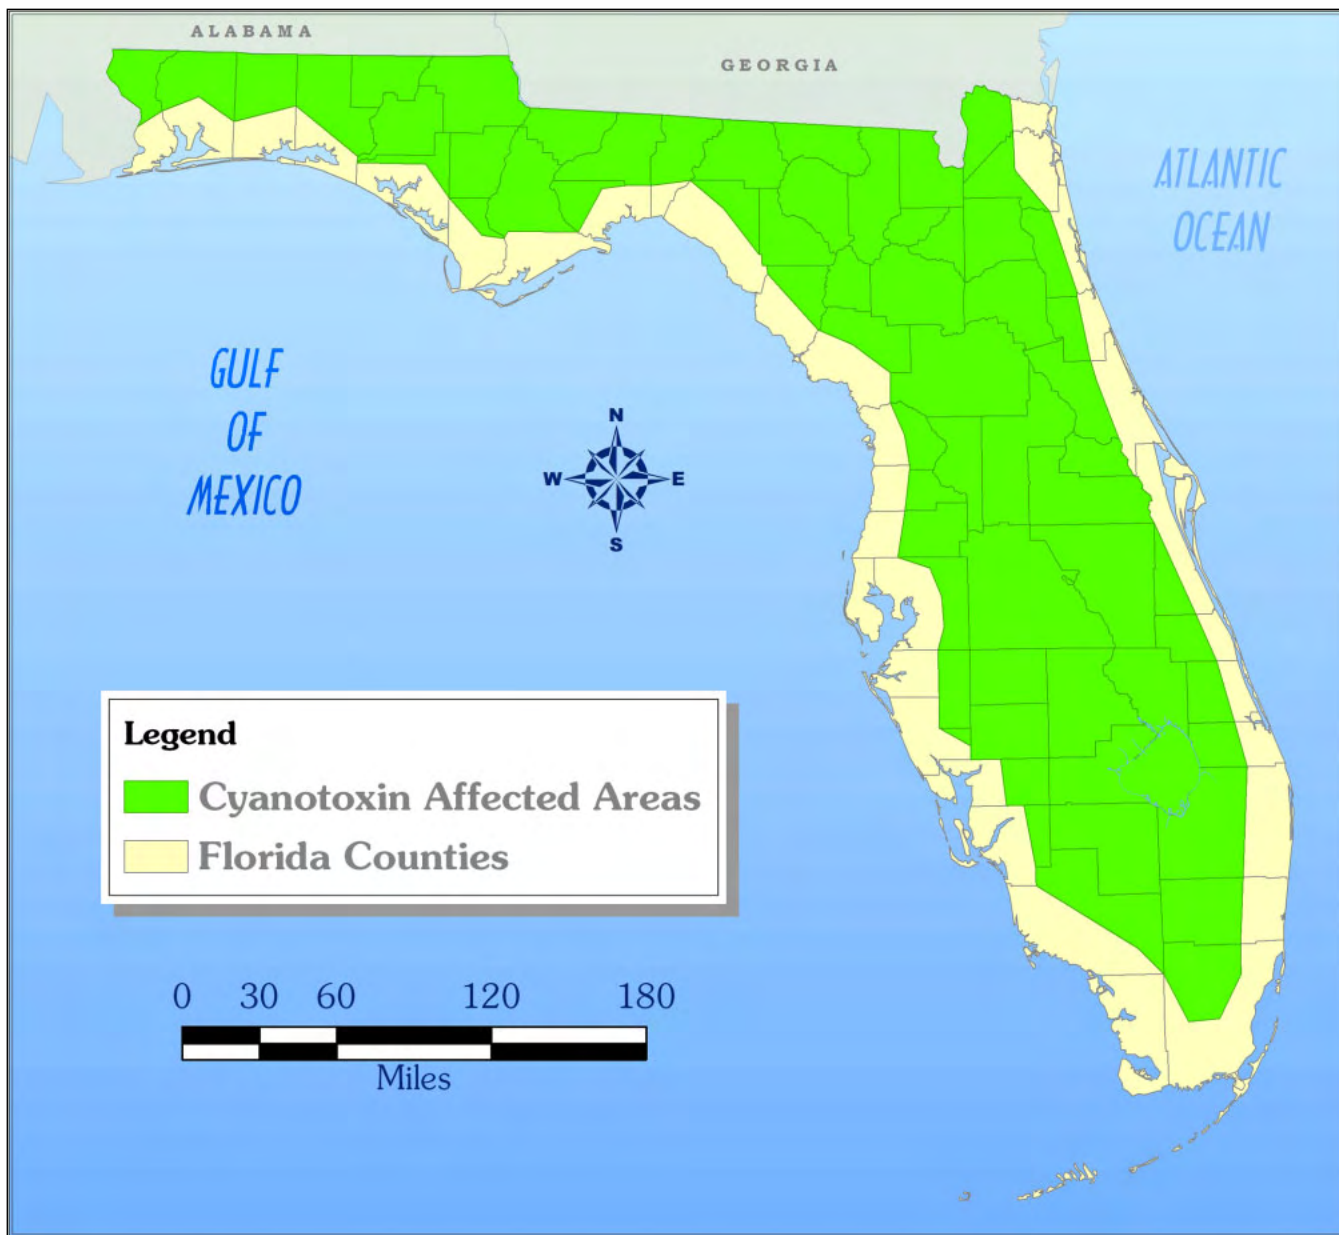 ALABAMA
GEORGIA
ATLANTIC
OCEAN
GULF
OF
MEXICO
N
W E
S
Legend
Cyanotoxin Affected Areas
Florida Counties
0 30 60 120 180
Miles